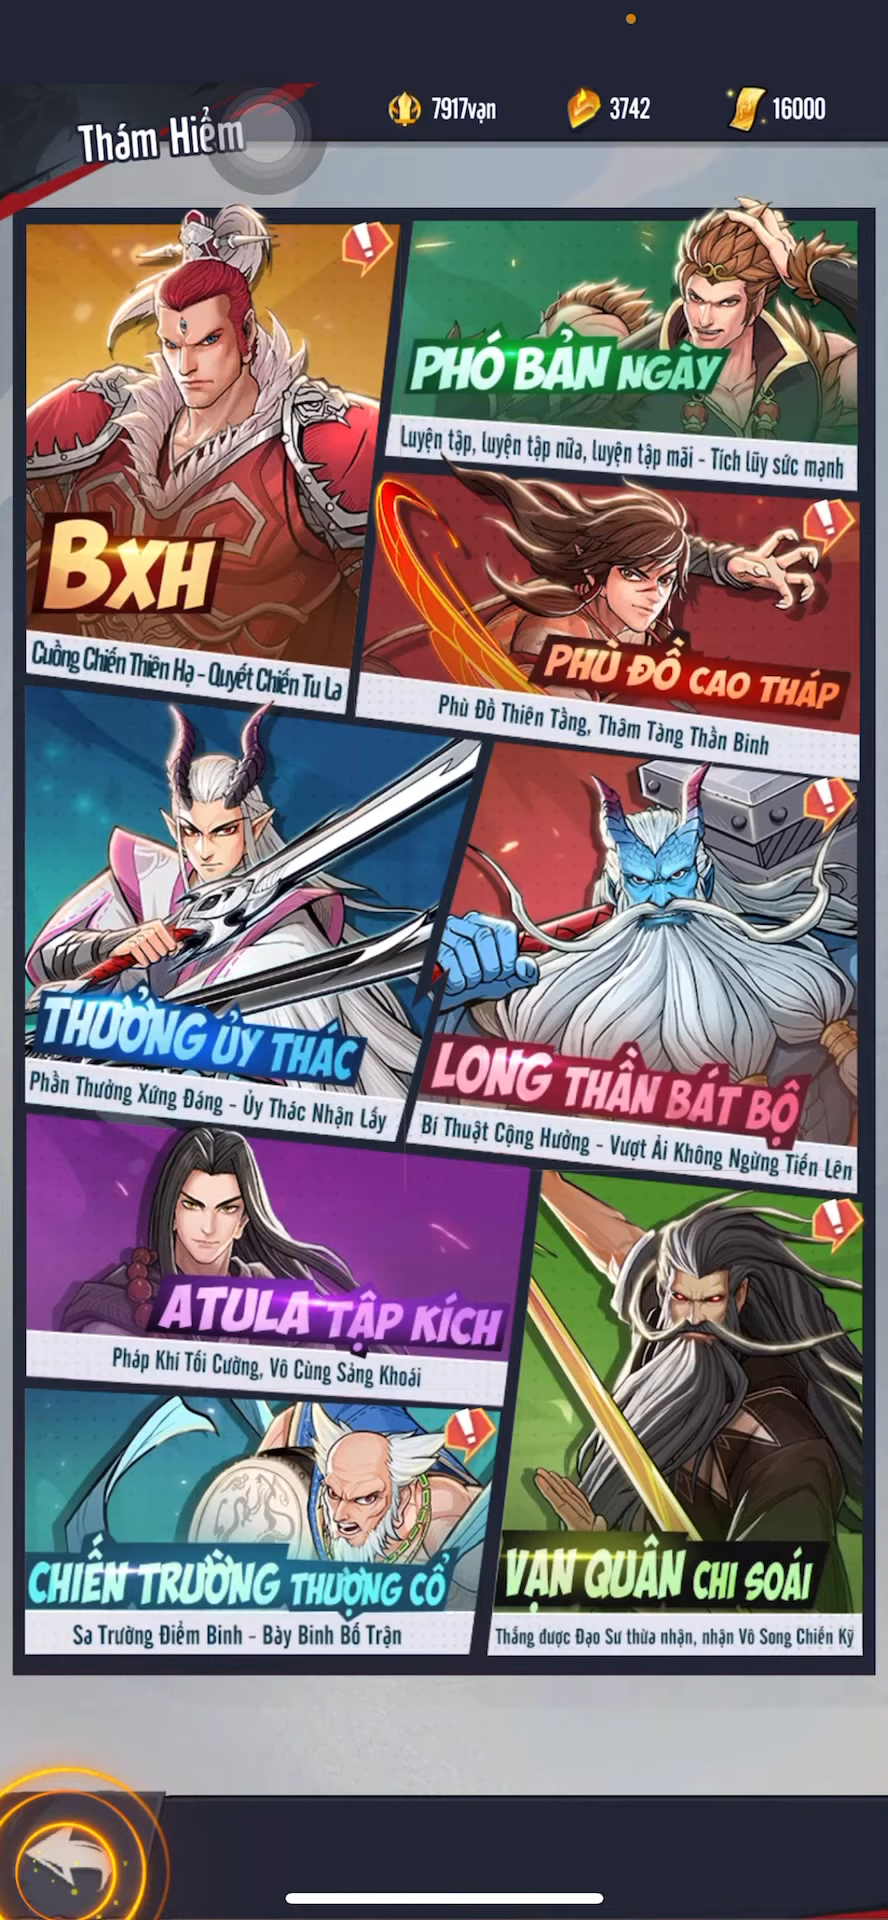 Thám Hiểm
7917vạn
3742
16000
BXH
Cuồng Chiến Thiên Hạ - Quyết Chiến Tu La
PHÓ BẢN NGÀY
Luyện tập, luyện tập nữa, luyện tập mãi - Tích lũy sức mạnh
PHÙ ĐỒ CAO THÁP
Phù Đồ Thiên Tầng, Thâm Tàng Thần Binh
THƯỞNG ỦY THÁC
Phần Thưởng Xứng Đáng - Ủy Thác Nhận Lấy
LONG THẦN BÁT BỘ
Bí Thuật Cộng Hưởng - Vượt Ải Không Ngừng Tiến Lên
ATULA TẬP KÍCH
Pháp Khí Tối Cường, Vô Cùng Sảng Khoái
CHIẾN TRƯỜNG THƯỢNG CỔ
Sa Trường Điểm Binh - Bày Binh Bố Trận
VẠN QUÂN CHI SOÁI
Thắng được Đạo Sư thừa nhận, nhận Vô Song Chiến Kỹ